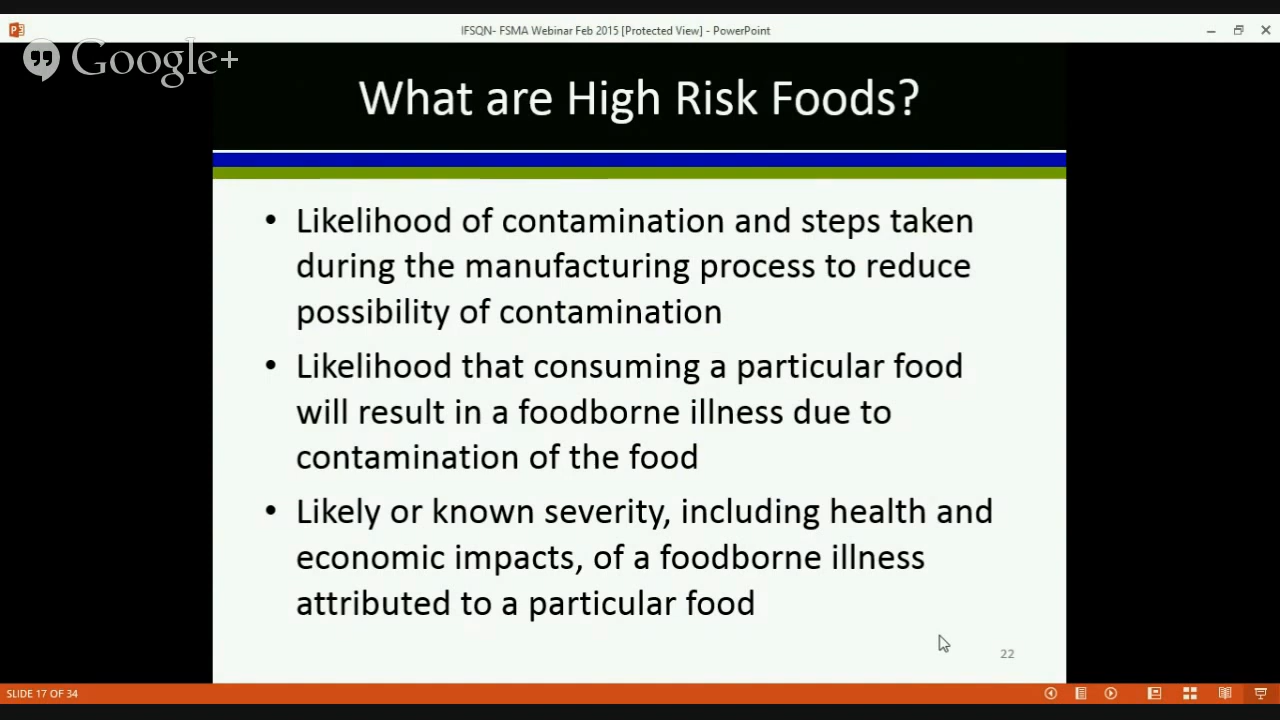 IFSQN- FSMA Webinar Feb 2015 [Protected View] - PowerPoint
Google+
What are High Risk Foods?
• Likelihood of contamination and steps taken
during the manufacturing process to reduce
possibility of contamination
• Likelihood that consuming a particular food
will result in a foodborne illness due to
contamination of the food
• Likely or known severity, including health and
economic impacts, of a foodborne illness
attributed to a particular food
22
SLIDE 17 OF 34